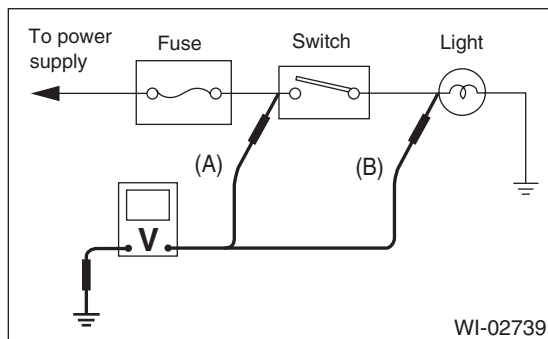 To power
supply
Fuse
Switch
Light
(A)
(B)
V
WI-02739